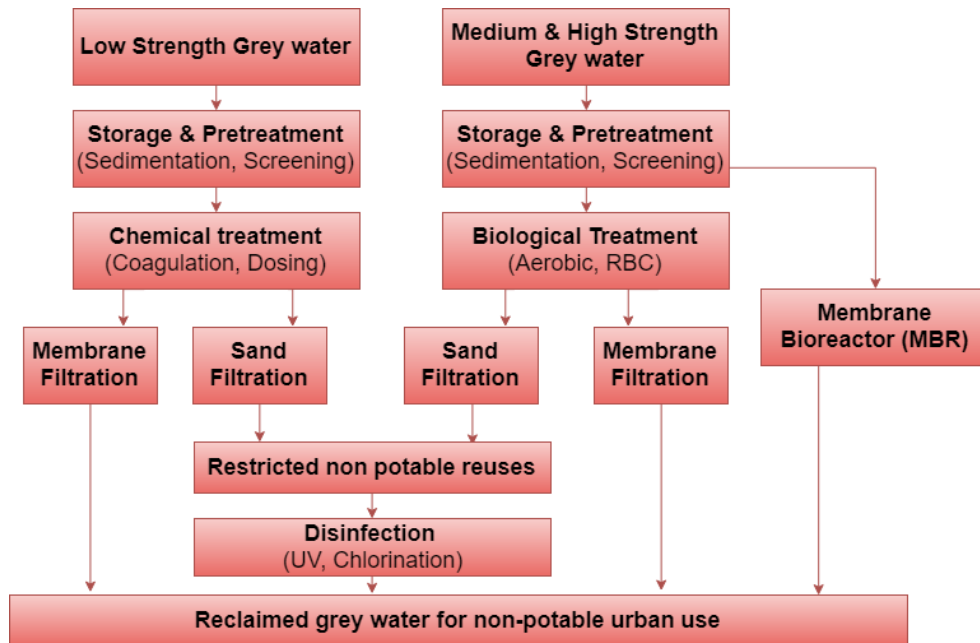 Low Strength Grey water
Medium & High Strength
Grey water
Storage & Pretreatment
(Sedimentation, Screening)
Storage & Pretreatment
(Sedimentation, Screening)
Chemical treatment
(Coagulation, Dosing)
Biological Treatment
(Aerobic, RBC)
Membrane
Bioreactor (MBR)
Membrane
Filtration
Sand
Filtration
Sand
Filtration
Membrane
Filtration
Restricted non potable reuses
Disinfection
(UV, Chlorination)
Reclaimed grey water for non-potable urban use